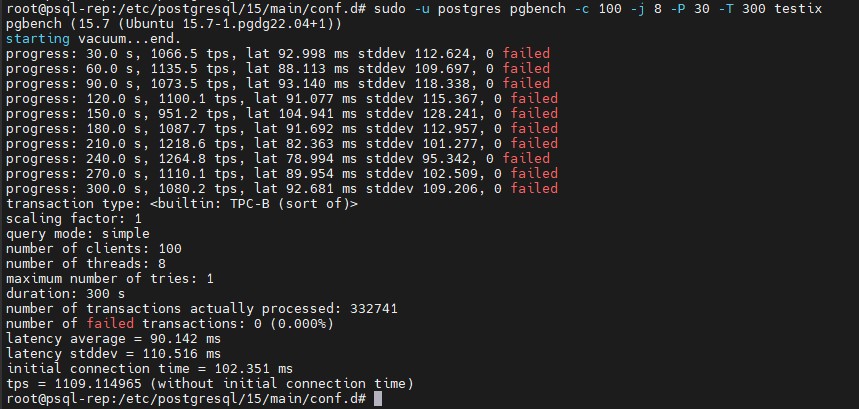 root@psql-rep:/etc/postgresql/15/main/conf.d# sudo -u postgres pgbench -c 100 -j 8 -P 30 -T 300 testix
pgbench (15.7 (Ubuntu 15.7-1.pgdg22.04+1))
starting vacuum...end.
progress: 30.0 s, 1066.5 tps, lat 92.998 ms stddev 112.624, 0 failed
progress: 60.0 s, 1135.5 tps, lat 88.113 ms stddev 109.697, 0 failed
progress: 90.0 s, 1073.5 tps, lat 93.140 ms stddev 118.338, 0 failed
progress: 120.0 s, 1100.1 tps, lat 91.077 ms stddev 115.367, 0 failed
progress: 150.0 s, 951.2 tps, lat 104.941 ms stddev 128.241, 0 failed
progress: 180.0 s, 1087.7 tps, lat 91.692 ms stddev 112.957, 0 failed
progress: 210.0 s, 1218.6 tps, lat 82.363 ms stddev 101.277, 0 failed
progress: 240.0 s, 1264.8 tps, lat 78.994 ms stddev 95.342, 0 failed
progress: 270.0 s, 1110.1 tps, lat 89.954 ms stddev 102.509, 0 failed
progress: 300.0 s, 1080.2 tps, lat 92.681 ms stddev 109.206, 0 failed
transaction type: <builtin: TPC-B (sort of)>
scaling factor: 1
query mode: simple
number of clients: 100
number of threads: 8
maximum number of tries: 1
duration: 300 s
number of transactions actually processed: 332741
number of failed transactions: 0 (0.000%)
latency average = 90.142 ms
latency stddev = 110.516 ms
initial connection time = 102.351 ms
tps = 1109.114965 (without initial connection time)
root@psql-rep:/etc/postgresql/15/main/conf.d#